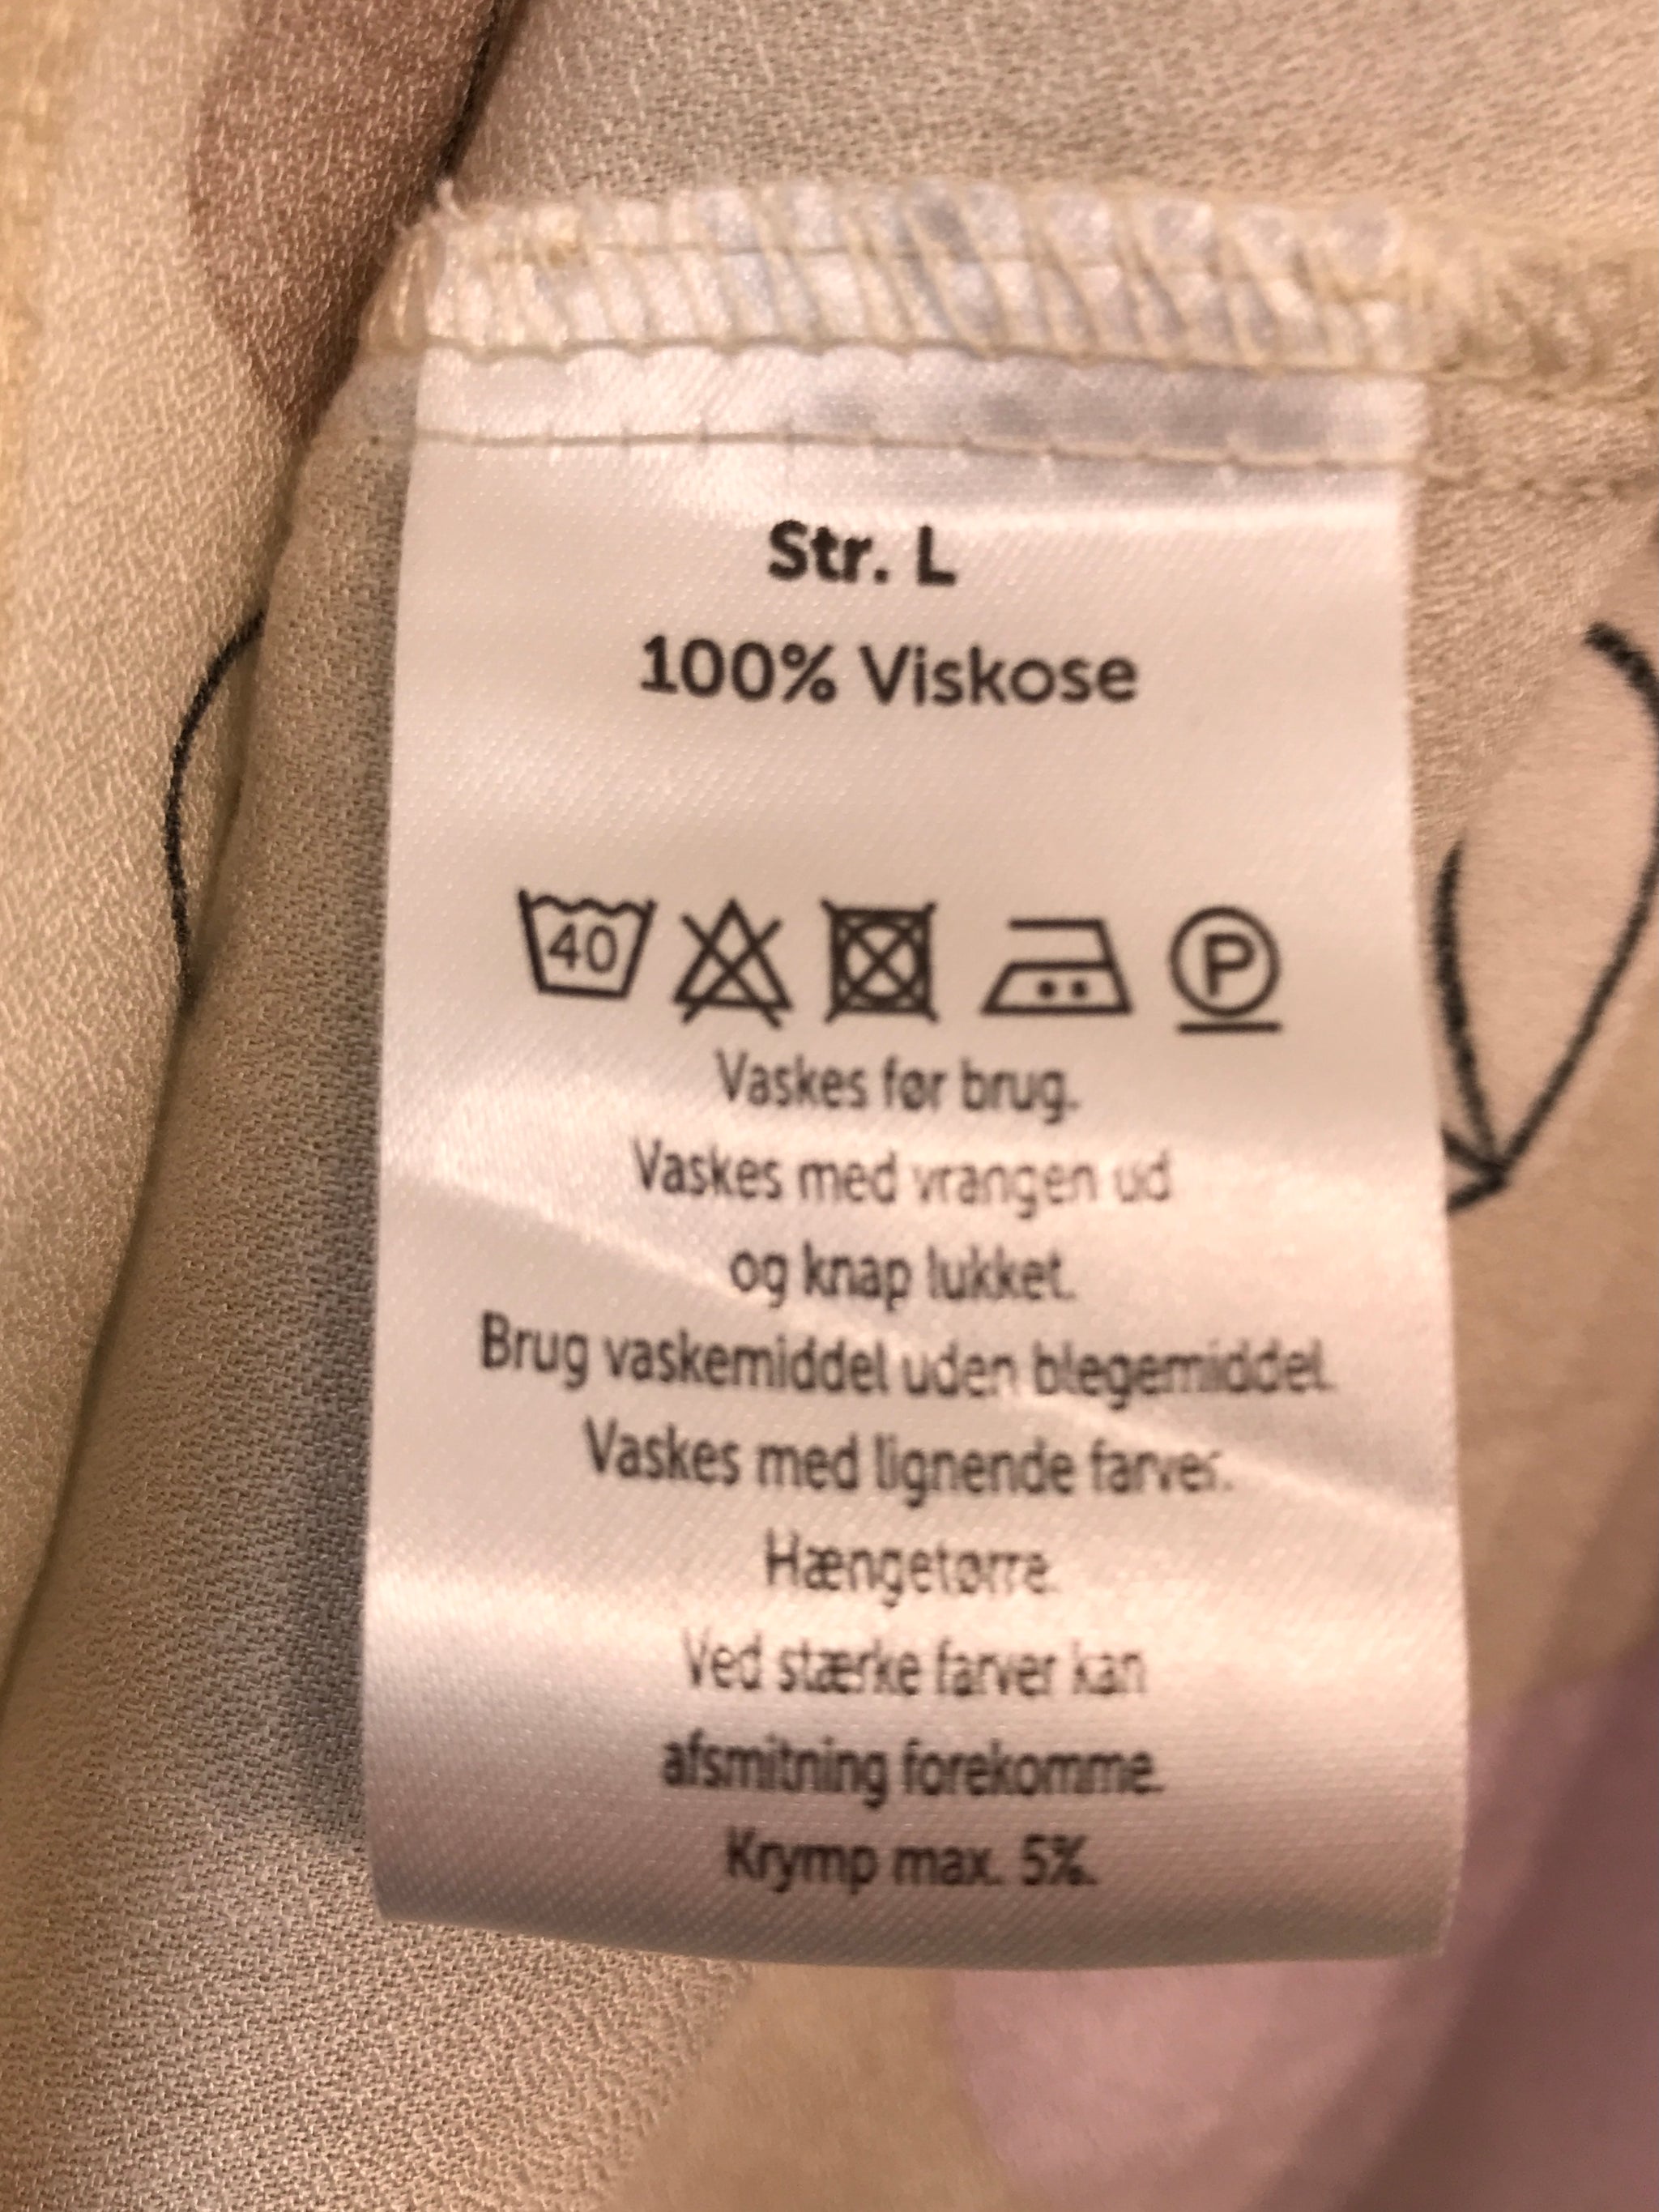 Str. L
100% Viskose
40 P
Vaskes før brug.
Vaskes med vrangen ud
og knap lukket.
Brug vaskemiddel uden blegemiddel.
Vaskes med lignende farver.
Hængetørre.
Ved stærke farver kan
afsmitning forekomme.
Krymp max. 5%.